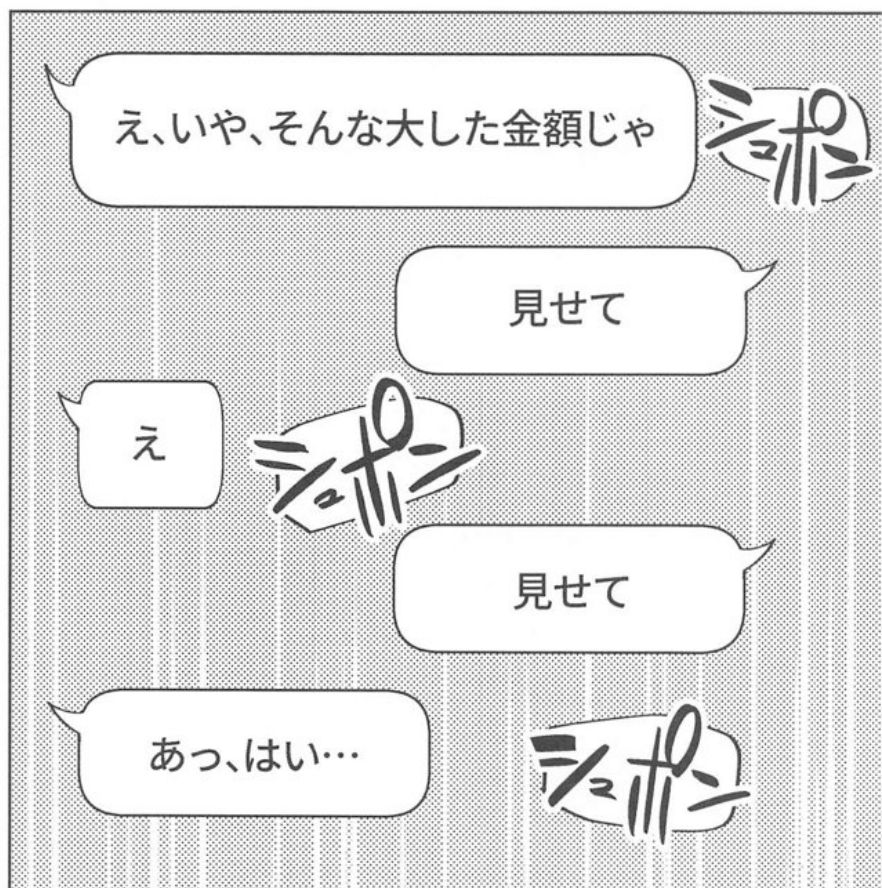 え、いや、そんな大した金額じゃ
シュポン
見せて
え
シュポン
見せて
あっ、はい…
シュポン